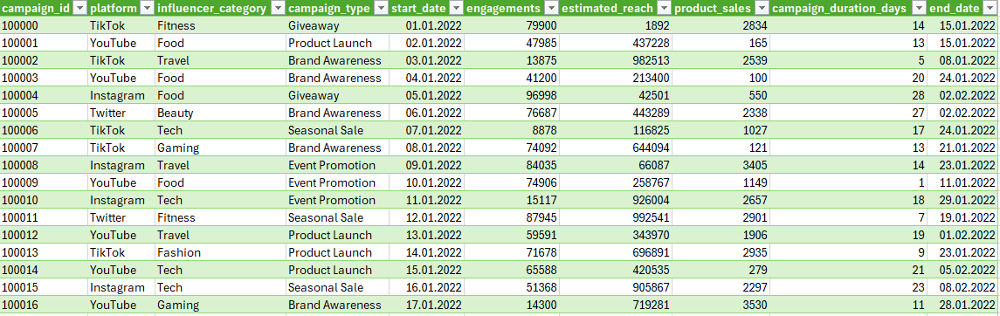 campaign_id platform influencer_category campaign_type start_date engagements estimated_reach product_sales campaign_duration_days end_date
100000 TikTok Fitness Giveaway 01.01.2022 79900 1892 2834 14 15.01.2022
100001 YouTube Food Product Launch 02.01.2022 47985 437228 165 13 15.01.2022
100002 TikTok Travel Brand Awareness 03.01.2022 13875 982513 2539 5 08.01.2022
100003 YouTube Food Brand Awareness 04.01.2022 41200 213400 100 20 24.01.2022
100004 Instagram Food Giveaway 05.01.2022 96998 42501 550 28 02.02.2022
100005 Twitter Beauty Brand Awareness 06.01.2022 76687 443289 2338 27 02.02.2022
100006 TikTok Tech Seasonal Sale 07.01.2022 8878 116825 1027 17 24.01.2022
100007 TikTok Gaming Brand Awareness 08.01.2022 74092 644094 121 13 21.01.2022
100008 Instagram Travel Event Promotion 09.01.2022 84035 66087 3405 14 23.01.2022
100009 YouTube Food Event Promotion 10.01.2022 74906 258767 1149 1 11.01.2022
100010 Instagram Tech Event Promotion 11.01.2022 15117 926004 2657 18 29.01.2022
100011 Twitter Fitness Seasonal Sale 12.01.2022 87945 992541 2901 7 19.01.2022
100012 YouTube Travel Product Launch 13.01.2022 59591 343970 1906 19 01.02.2022
100013 TikTok Fashion Product Launch 14.01.2022 71678 696891 2935 9 23.01.2022
100014 YouTube Tech Product Launch 15.01.2022 65588 420535 279 21 05.02.2022
100015 Instagram Tech Seasonal Sale 16.01.2022 51368 905867 2297 23 08.02.2022
100016 YouTube Gaming Brand Awareness 17.01.2022 14300 719281 3530 11 28.01.2022